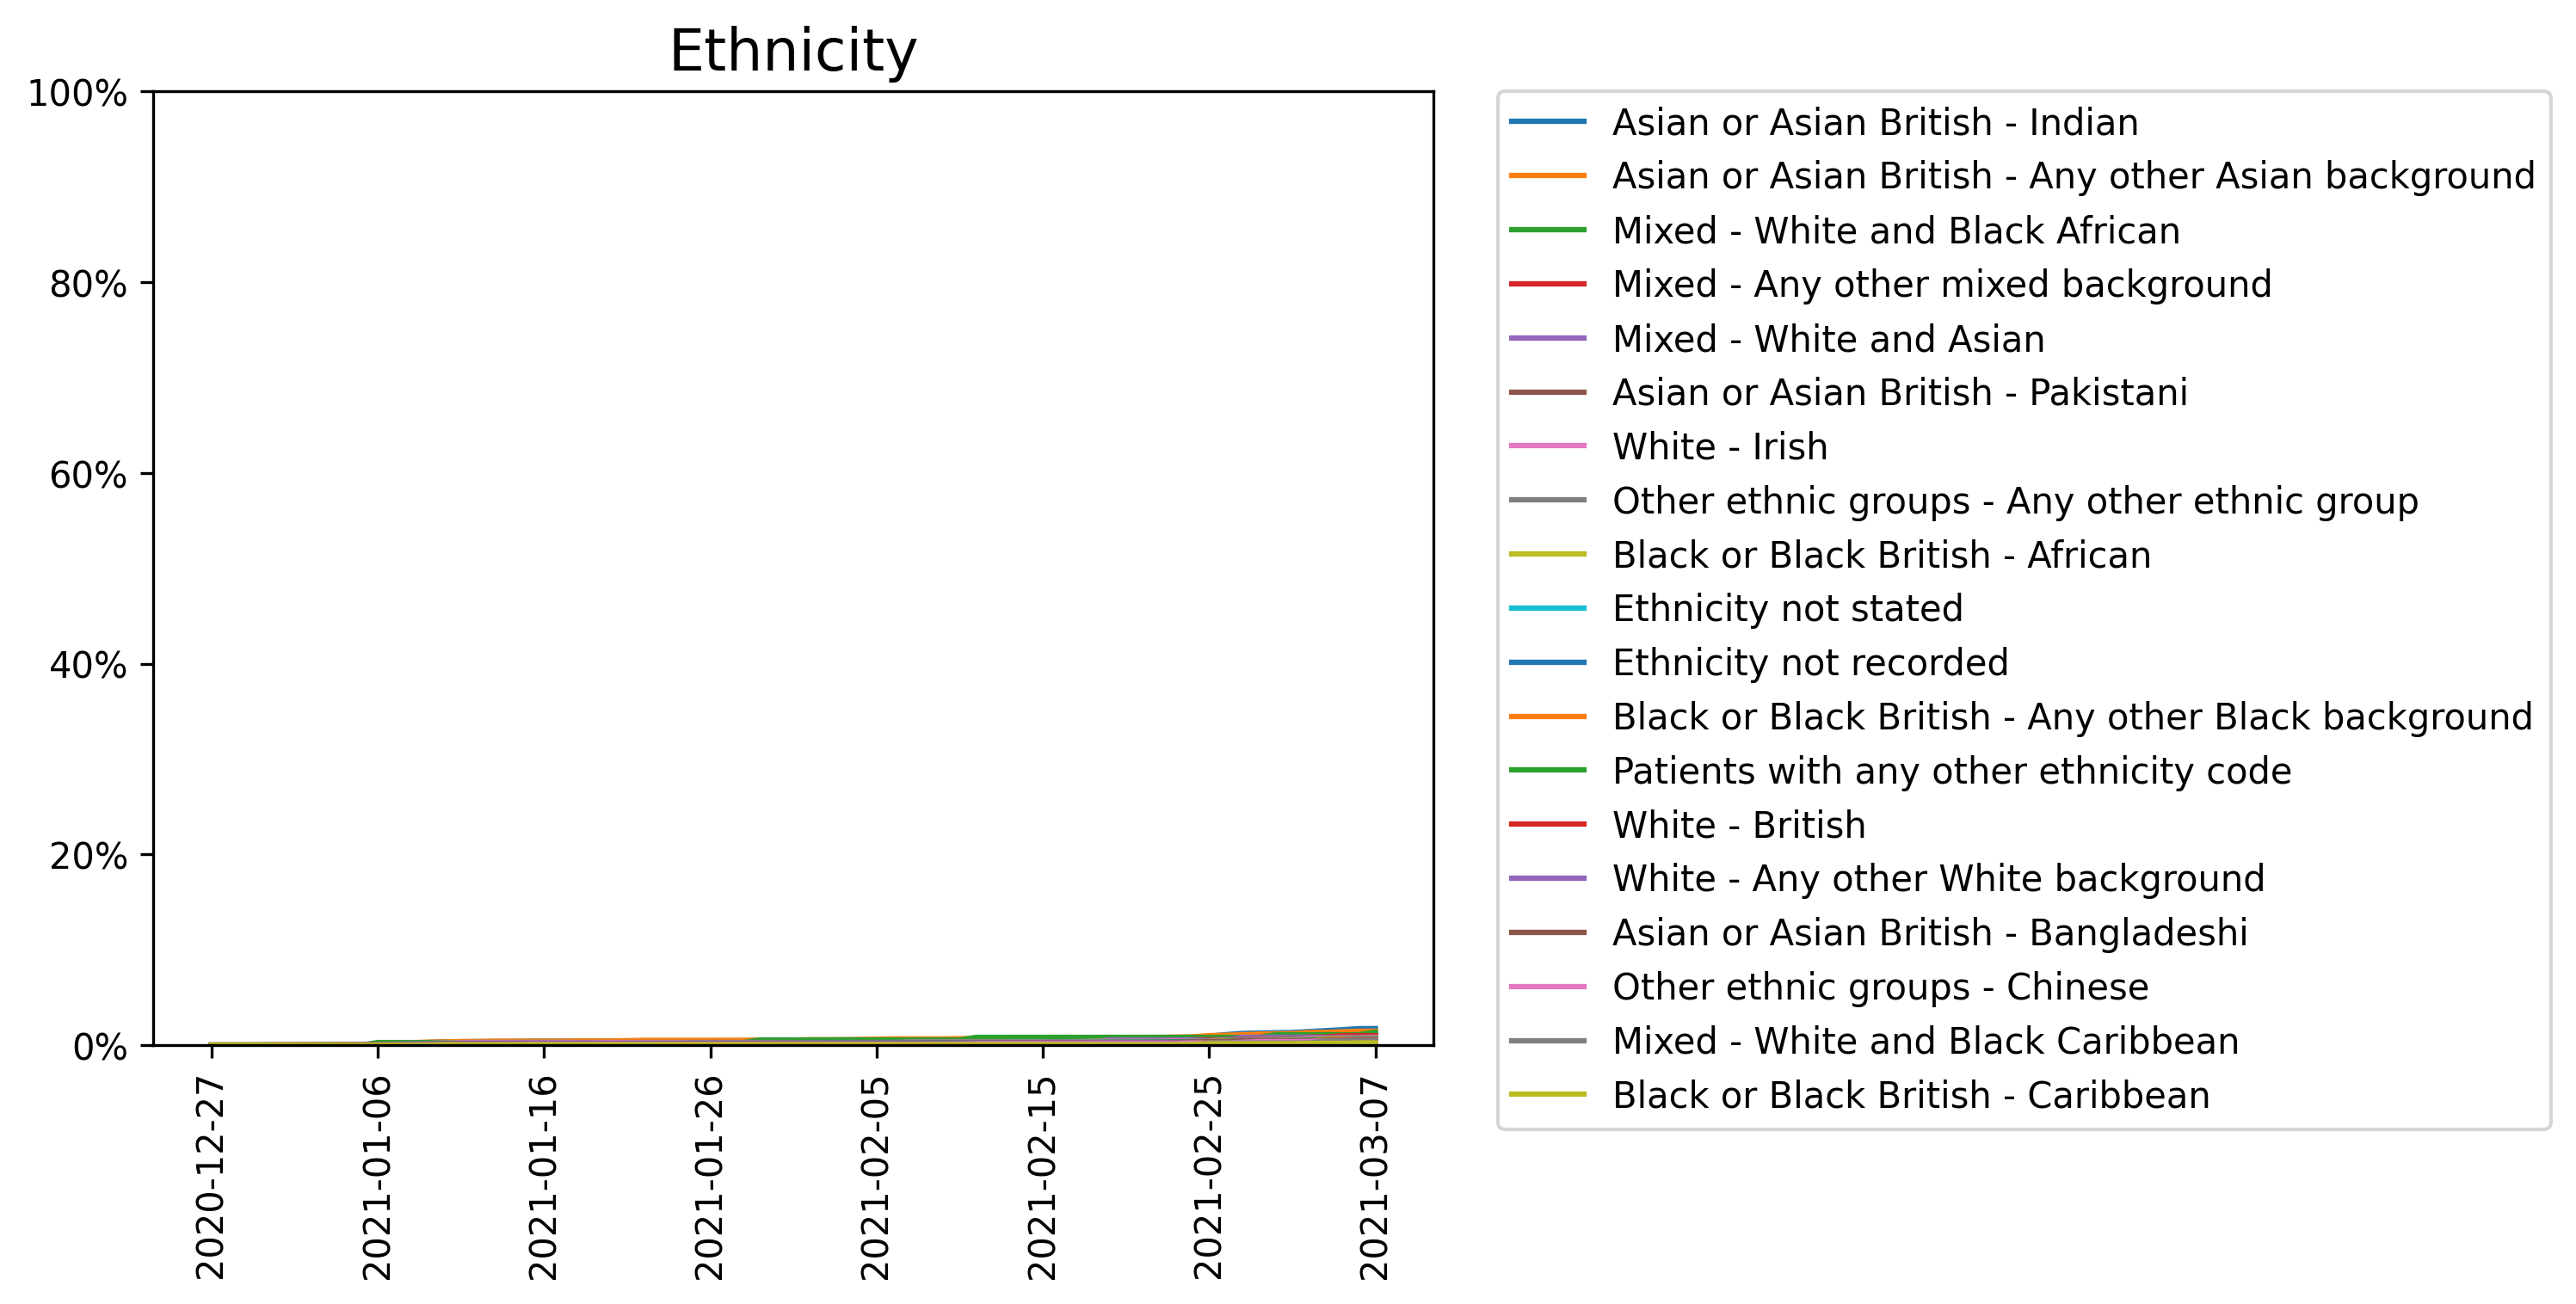 Ethnicity
100%
80%
60%
40%
20%
0%
2020-12-27
2021-01-06
2021-01-16
2021-01-26
2021-02-05
2021-02-15
2021-02-25
2021-03-07
Asian or Asian British - Indian
Asian or Asian British - Any other Asian background
Mixed - White and Black African
Mixed - Any other mixed background
Mixed - White and Asian
Asian or Asian British - Pakistani
White - Irish
Other ethnic groups - Any other ethnic group
Black or Black British - African
Ethnicity not stated
Ethnicity not recorded
Black or Black British - Any other Black background
Patients with any other ethnicity code
White - British
White - Any other White background
Asian or Asian British - Bangladeshi
Other ethnic groups - Chinese
Mixed - White and Black Caribbean
Black or Black British - Caribbean